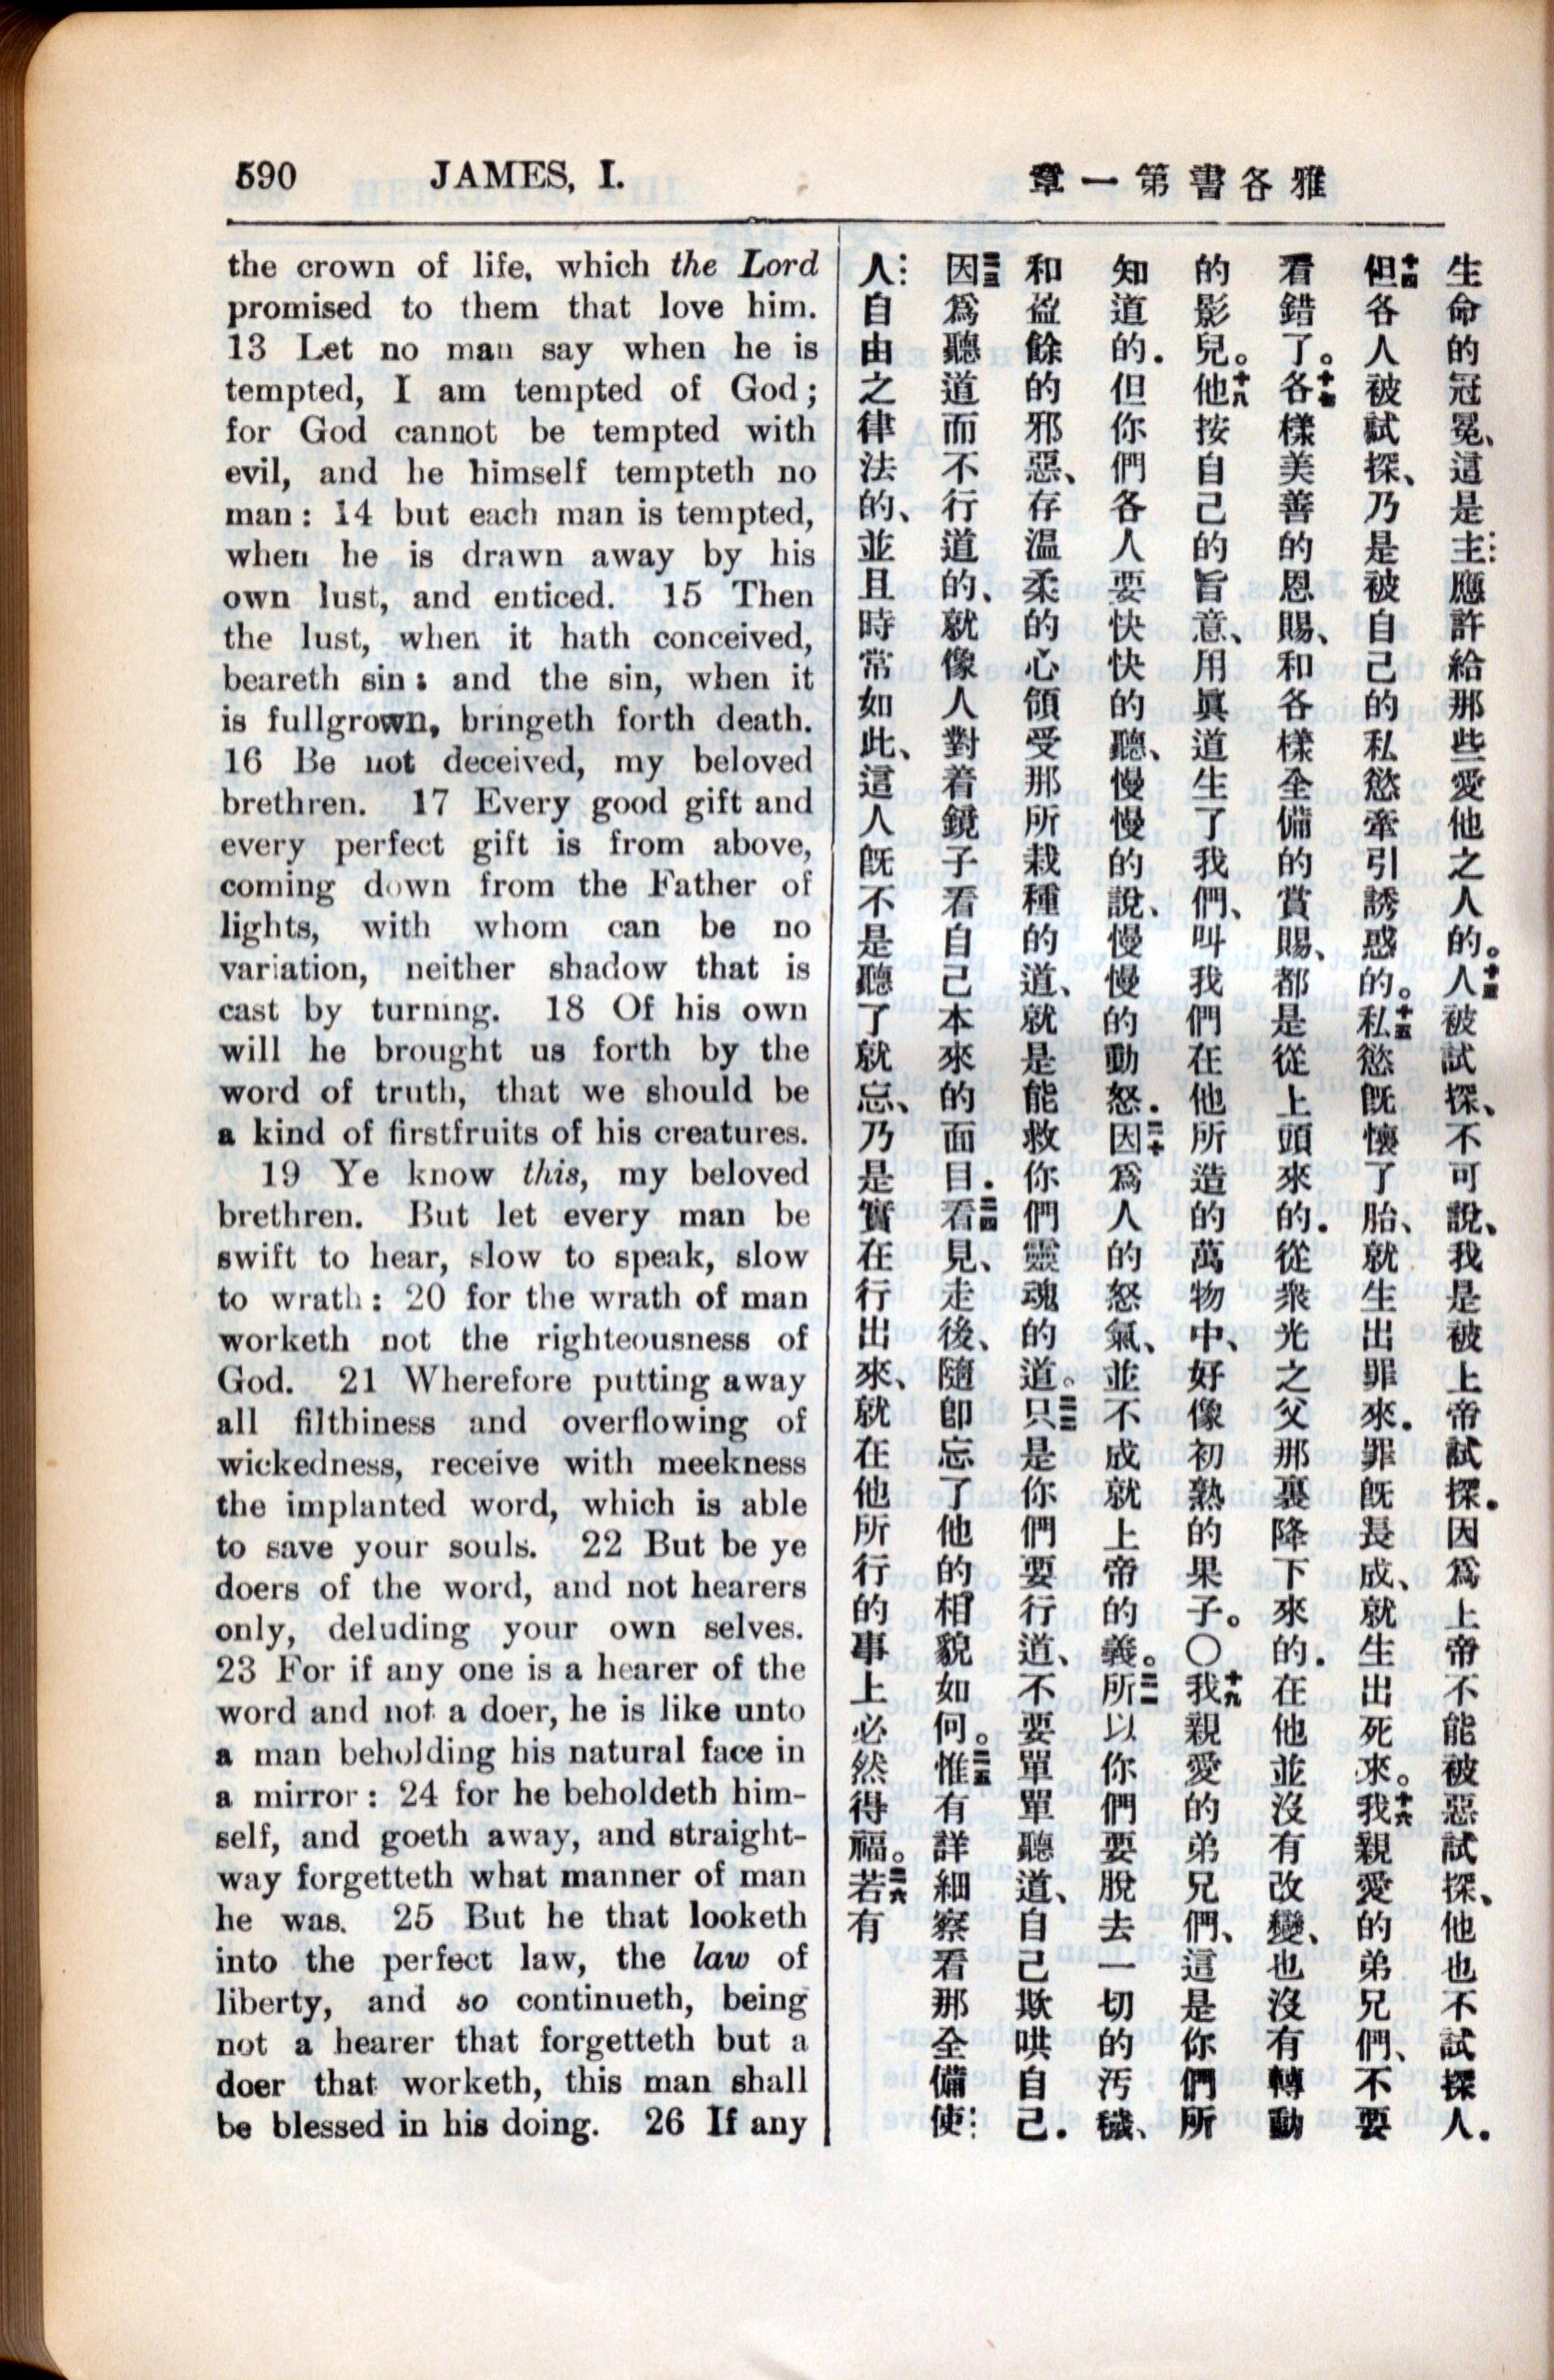 590 JAMES, I.
雅各書第一章
the crown of life, which the Lord
promised to them that love him.
13 Let no man say when he is
tempted, I am tempted of God;
for God cannot be tempted with
evil, and he himself tempteth no
man: 14 but each man is tempted,
when he is drawn away by his
own lust, and enticed. 15 Then
the lust, when it hath conceived,
beareth sin: and the sin, when it
is fullgrown, bringeth forth death.
16 Be not deceived, my beloved
brethren. 17 Every good gift and
every perfect gift is from above,
coming down from the Father of
lights, with whom can be no
variation, neither shadow that is
cast by turning. 18 Of his own
will he brought us forth by the
word of truth, that we should be
a kind of firstfruits of his creatures.
19 Ye know this, my beloved
brethren. But let every man be
swift to hear, slow to speak, slow
to wrath: 20 for the wrath of man
worketh not the righteousness of
God. 21 Wherefore putting away
all filthiness and overflowing of
wickedness, receive with meekness
the implanted word, which is able
to save your souls. 22 But be ye
doers of the word, and not hearers
only, deluding your own selves.
23 For if any one is a hearer of the
word and not a doer, he is like unto
a man beholding his natural face in
a mirror: 24 for he beholdeth him-
self, and goeth away, and straight-
way forgetteth what manner of man
he was. 25 But he that looketh
into the perfect law, the law of
liberty, and so continueth, being
not a hearer that forgetteth but a
doer that worketh, this man shall
be blessed in his doing. 26 If any
生命的冠冕、這是主應許給那些愛他之人的。十三人被試探、不可說、我是被上帝試探．因爲上帝不能被惡試探、他也不試探人．
十四但各人被試探、乃是被自己的私慾牽引誘惑的。十五私慾既懷了胎、就生出罪來．罪既長成、就生出死來。十六我親愛的弟兄們、不要
看錯了。十七各樣美善的恩賜、和各樣全備的賞賜、都是從上頭來的．從衆光之父那裏降下來的．在他並沒有改變、也沒有轉動
的影兒。十八他按自己的旨意、用眞道生了我們、叫我們在他所造的萬物中、好像初熟的果子。〇十九我親愛的弟兄們、這是你們所
知道的．但你們各人要快快的聽、慢慢的說、慢慢的動怒．二十因爲人的怒氣、並不成就上帝的義。二一所以你們要脫去一切的汚穢、
和盈餘的邪惡、存温柔的心領受那所栽種的道、就是能救你們靈魂的道。二二只是你們要行道、不要單單聽道、自己欺哄自己．
二三因爲聽道而不行道的、就像人對着鏡子看自己本來的面目．二四看見、走後、隨卽忘了他的相貌如何。二五惟有詳細察看那全備使
人自由之律法的、並且時常如此、這人既不是聽了就忘、乃是實在行出來、就在他所行的事上必然得福。二六若有